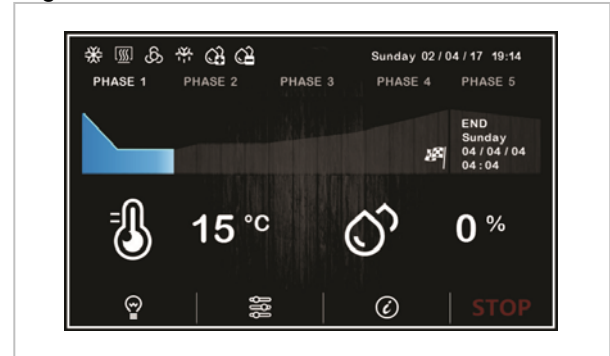 Sunday 02 / 04 / 17 19:14
PHASE 1 PHASE 2 PHASE 3 PHASE 4 PHASE 5
END
Sunday
04 / 04 / 04
04 : 04
15 °C 0 %
i STOP